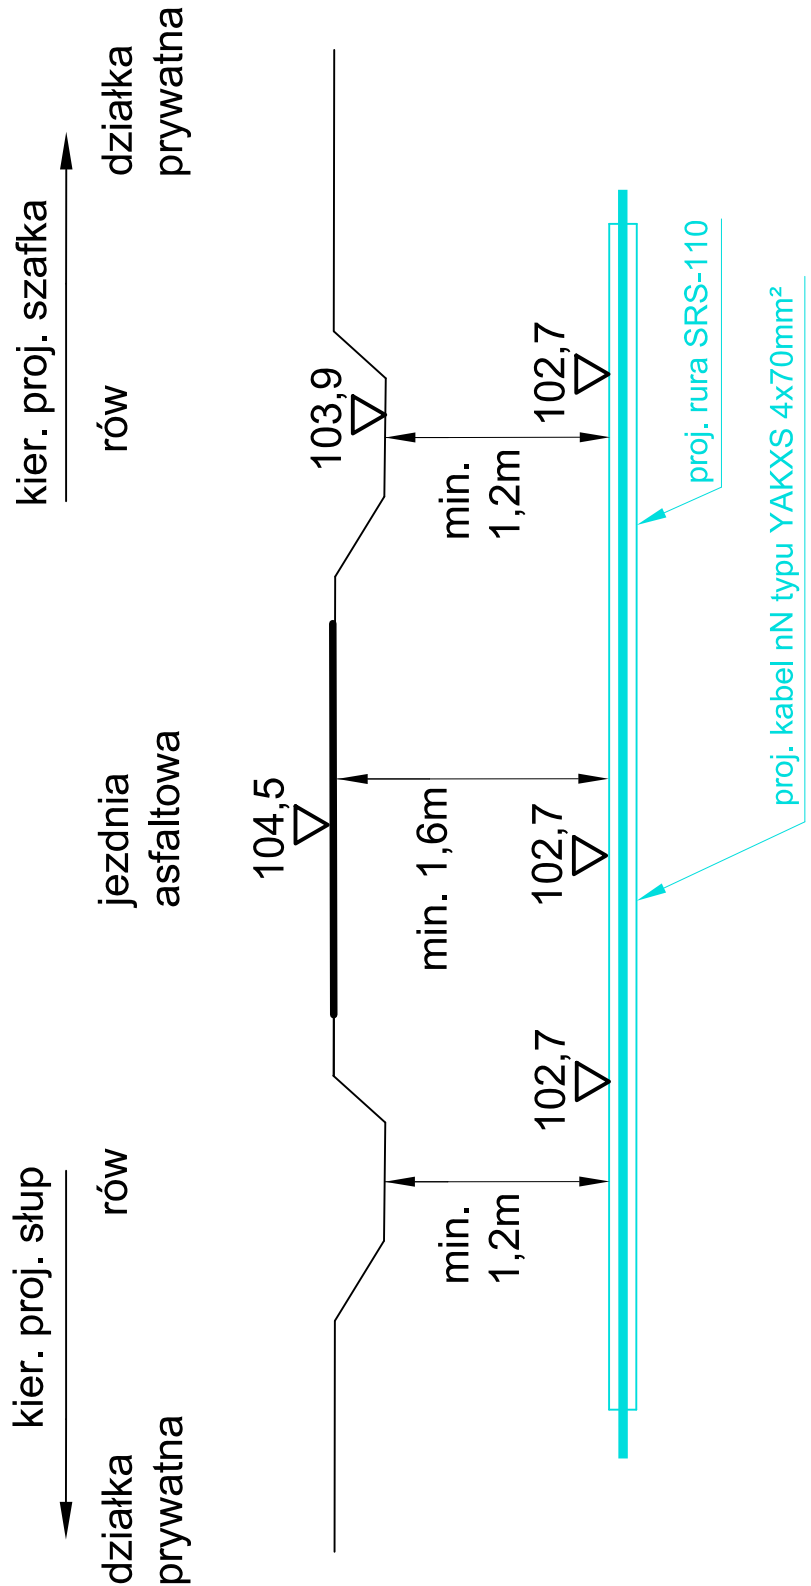 kier. proj. słup
kier. proj. szafka
działka
prywatna
rów
jezdnia
asfaltowa
rów
działka
prywatna
104,5
103,9
min.
1,2m
min. 1,6m
min.
1,2m
102,7
102,7
102,7
proj. rura SRS-110
proj. kabel nN typu YAKXS 4x70mm²